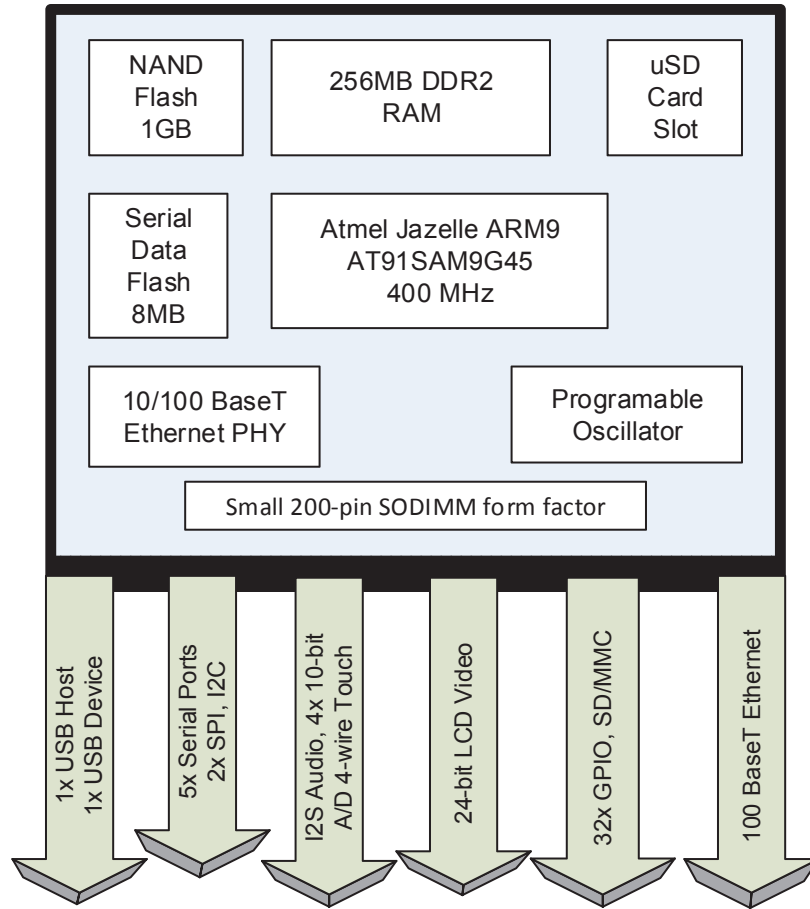 NAND
Flash
1GB
256MB DDR2
RAM
uSD
Card
Slot
Serial
Data
Flash
8MB
Atmel Jazelle ARM9
AT91SAM9G45
400 MHz
10/100 BaseT
Ethernet PHY
Programable
Oscillator
Small 200-pin SODIMM form factor
1x USB Host
1x USB Device
5x Serial Ports
2x SPI, I2C
I2S Audio, 4x 10-bit
A/D 4-wire Touch
24-bit LCD Video
32x GPIO, SD/MMC
100 BaseT Ethernet